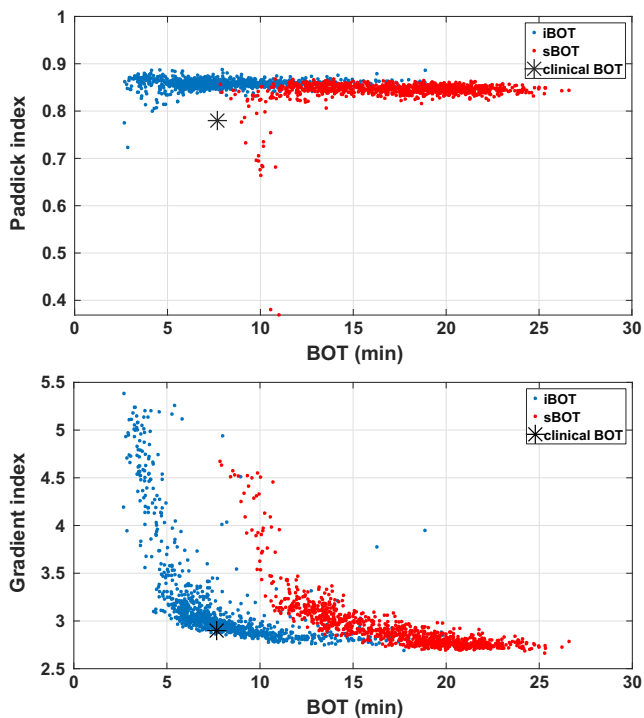 1
0.9
0.8
0.7
0.6
0.5
0.4
Paddick index
iBOT
sBOT
clinical BOT
0 5 10 15 20 25 30
BOT (min)
5.5
5
4.5
4
3.5
3
2.5
Gradient index
iBOT
sBOT
clinical BOT
0 5 10 15 20 25 30
BOT (min)